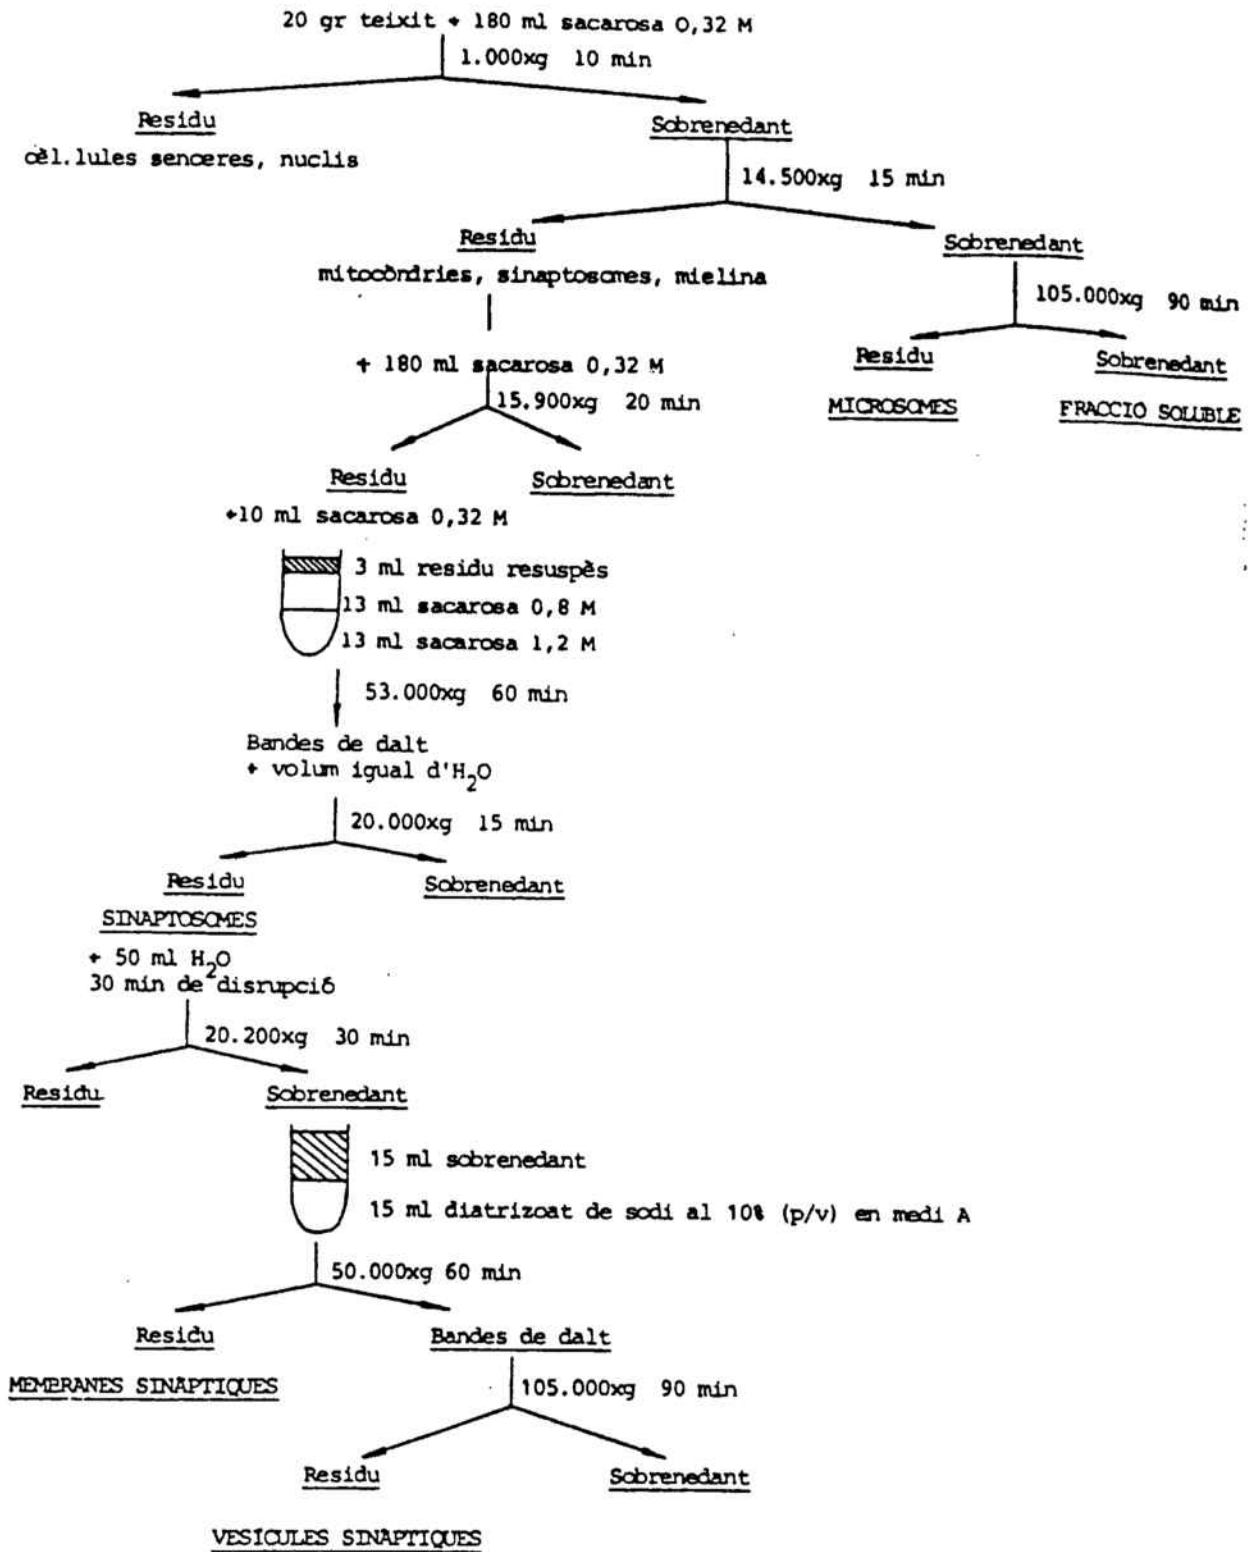 20 gr teixit + 180 ml sacarosa 0,32 M
1.000xg 10 min
Residu
cèl.lules senceres, nuclis
Sobrenedant
14.500xg 15 min
Residu
mitocòndries, sinaptosomes, mielina
Sobrenedant
105.000xg 90 min
Residu
MICROSOMES
Sobrenedant
FRACCIO SOLUBLE
+ 180 ml sacarosa 0,32 M
15.900xg 20 min
Residu
Sobrenedant
+10 ml sacarosa 0,32 M
3 ml residu resuspès
13 ml sacarosa 0,8 M
13 ml sacarosa 1,2 M
53.000xg 60 min
Bandes de dalt
+ volum igual d'H₂O
20.000xg 15 min
Residu
Sobrenedant
SINAPTOSOMES
+ 50 ml H₂O
30 min de disrupció
20.200xg 30 min
Residu
Sobrenedant
15 ml sobrenedant
15 ml diatrizoat de sodi al 10% (p/v) en medi A
50.000xg 60 min
Residu
Bandes de dalt
MEMBRANES SINÀPTIQUES
105.000xg 90 min
Residu
Sobrenedant
VESÍCULES SINÀPTIQUES